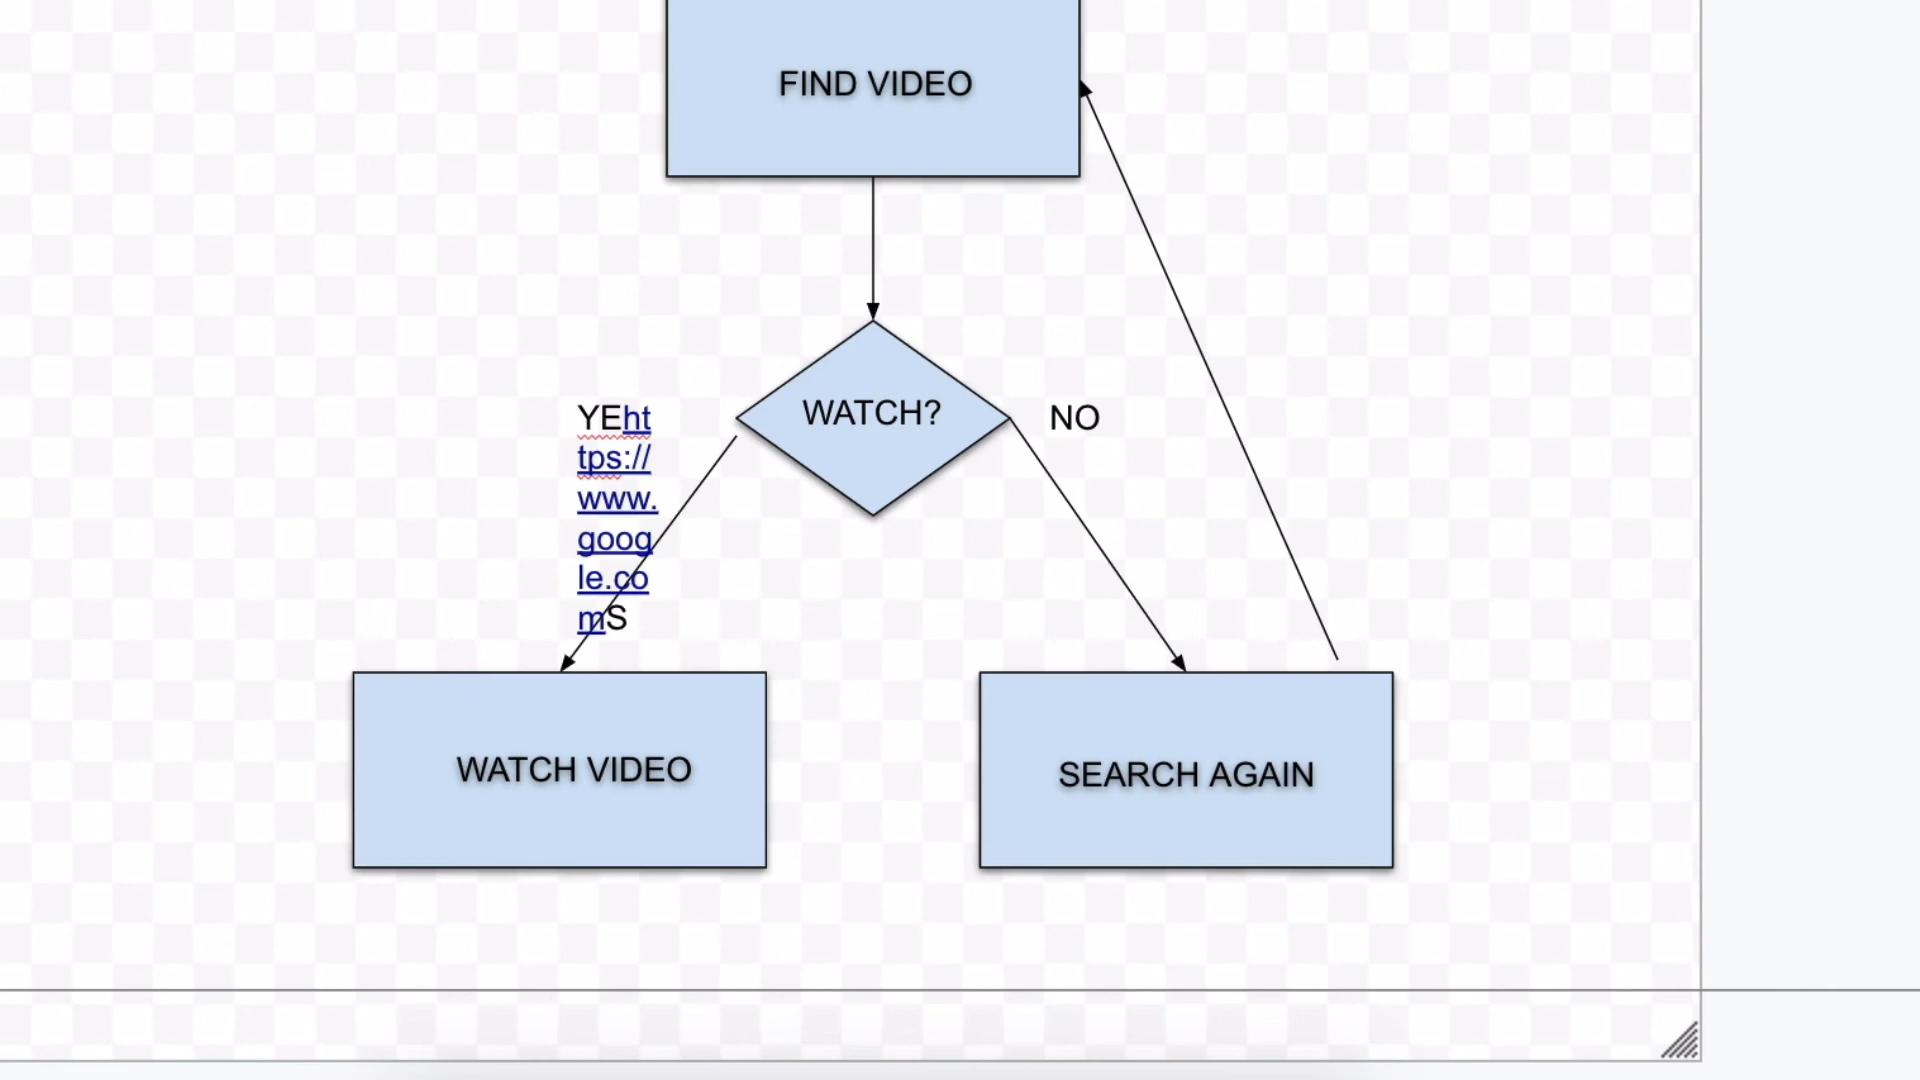 FIND VIDEO
WATCH?
YEht
tps://
www.
goog
le.co
mS
NO
WATCH VIDEO
SEARCH AGAIN